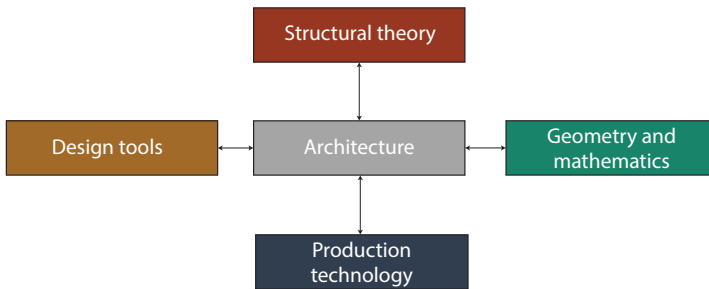 Structural theory
Design tools
Architecture
Geometry and
mathematics
Production
technology